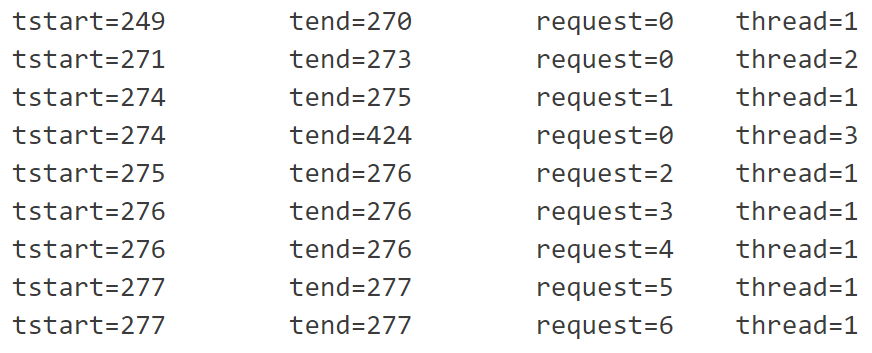 tstart=249 tend=270 request=0 thread=1
tstart=271 tend=273 request=0 thread=2
tstart=274 tend=275 request=1 thread=1
tstart=274 tend=424 request=0 thread=3
tstart=275 tend=276 request=2 thread=1
tstart=276 tend=276 request=3 thread=1
tstart=276 tend=276 request=4 thread=1
tstart=277 tend=277 request=5 thread=1
tstart=277 tend=277 request=6 thread=1